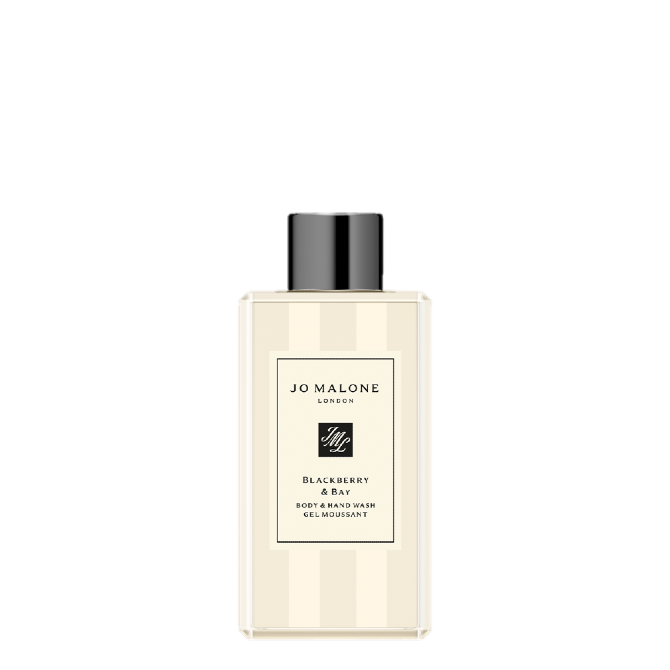 JO MALONE
LONDON
JML
BLACKBERRY
& BAY
BODY & HAND WASH
GEL MOUSSANT